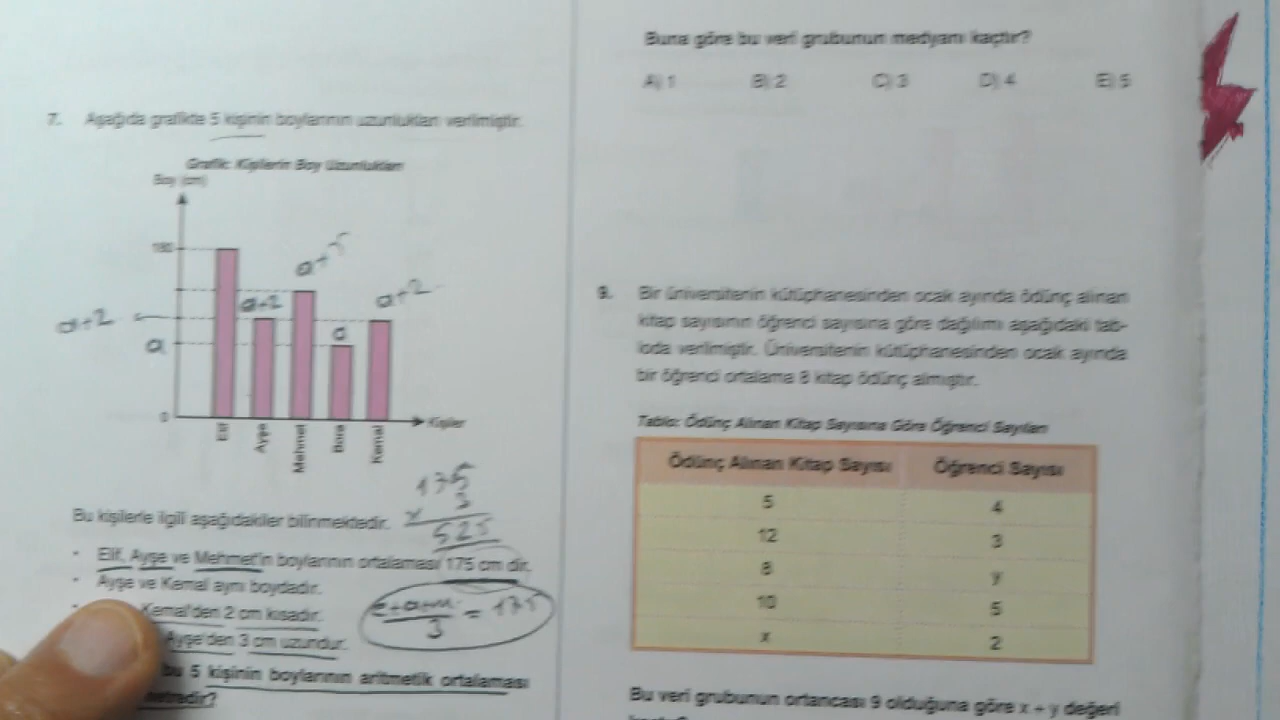 Buna göre bu veri grubunun medyanı kaçtır?
A) 1 B) 2 C) 3 D) 4 E) 5
7. Aşağıda grafikte 5 kişinin boylarının uzunlukları verilmiştir.
Grafik: Kişilerin Boy Uzunlukları
Boy (cm)
180
a+5
a+2
a+2
a+2
a
a
0
Kişiler
Elif
Ayşe
Mehmet
Bora
Kemal
175
x 3
525
Bu kişilerle ilgili aşağıdakiler bilinmektedir.
• Elif, Ayşe ve Mehmet'in boylarının ortalaması 175 cm dir.
• Ayşe ve Kemal aynı boydadır.
• Kemal'den 2 cm kısadır.
Ayşe'den 3 cm uzundur.
e+a+m
3
= 175
bu 5 kişinin boylarının aritmetik ortalaması
9. Bir üniversitenin kütüphanesinden ocak ayında ödünç alınan
kitap sayısının öğrenci sayısına göre dağılımı aşağıdaki tab-
loda verilmiştir. Üniversitenin kütüphanesinden ocak ayında
bir öğrenci ortalama 8 kitap ödünç almıştır.
Tablo: Ödünç Alınan Kitap Sayısına Göre Öğrenci Sayıları
Ödünç Alınan Kitap Sayısı Öğrenci Sayısı
5 4
12 3
8 y
10 5
x 2
Bu veri grubunun ortancası 9 olduğuna göre x + y değeri